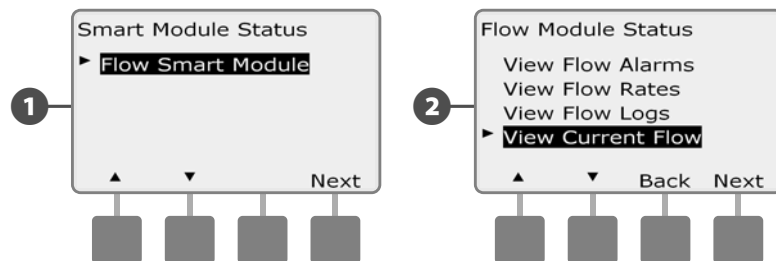 Smart Module Status
► Flow Smart Module
▲ ▼ Next
1
Flow Module Status
View Flow Alarms
View Flow Rates
View Flow Logs
► View Current Flow
▲ ▼ Back Next
2